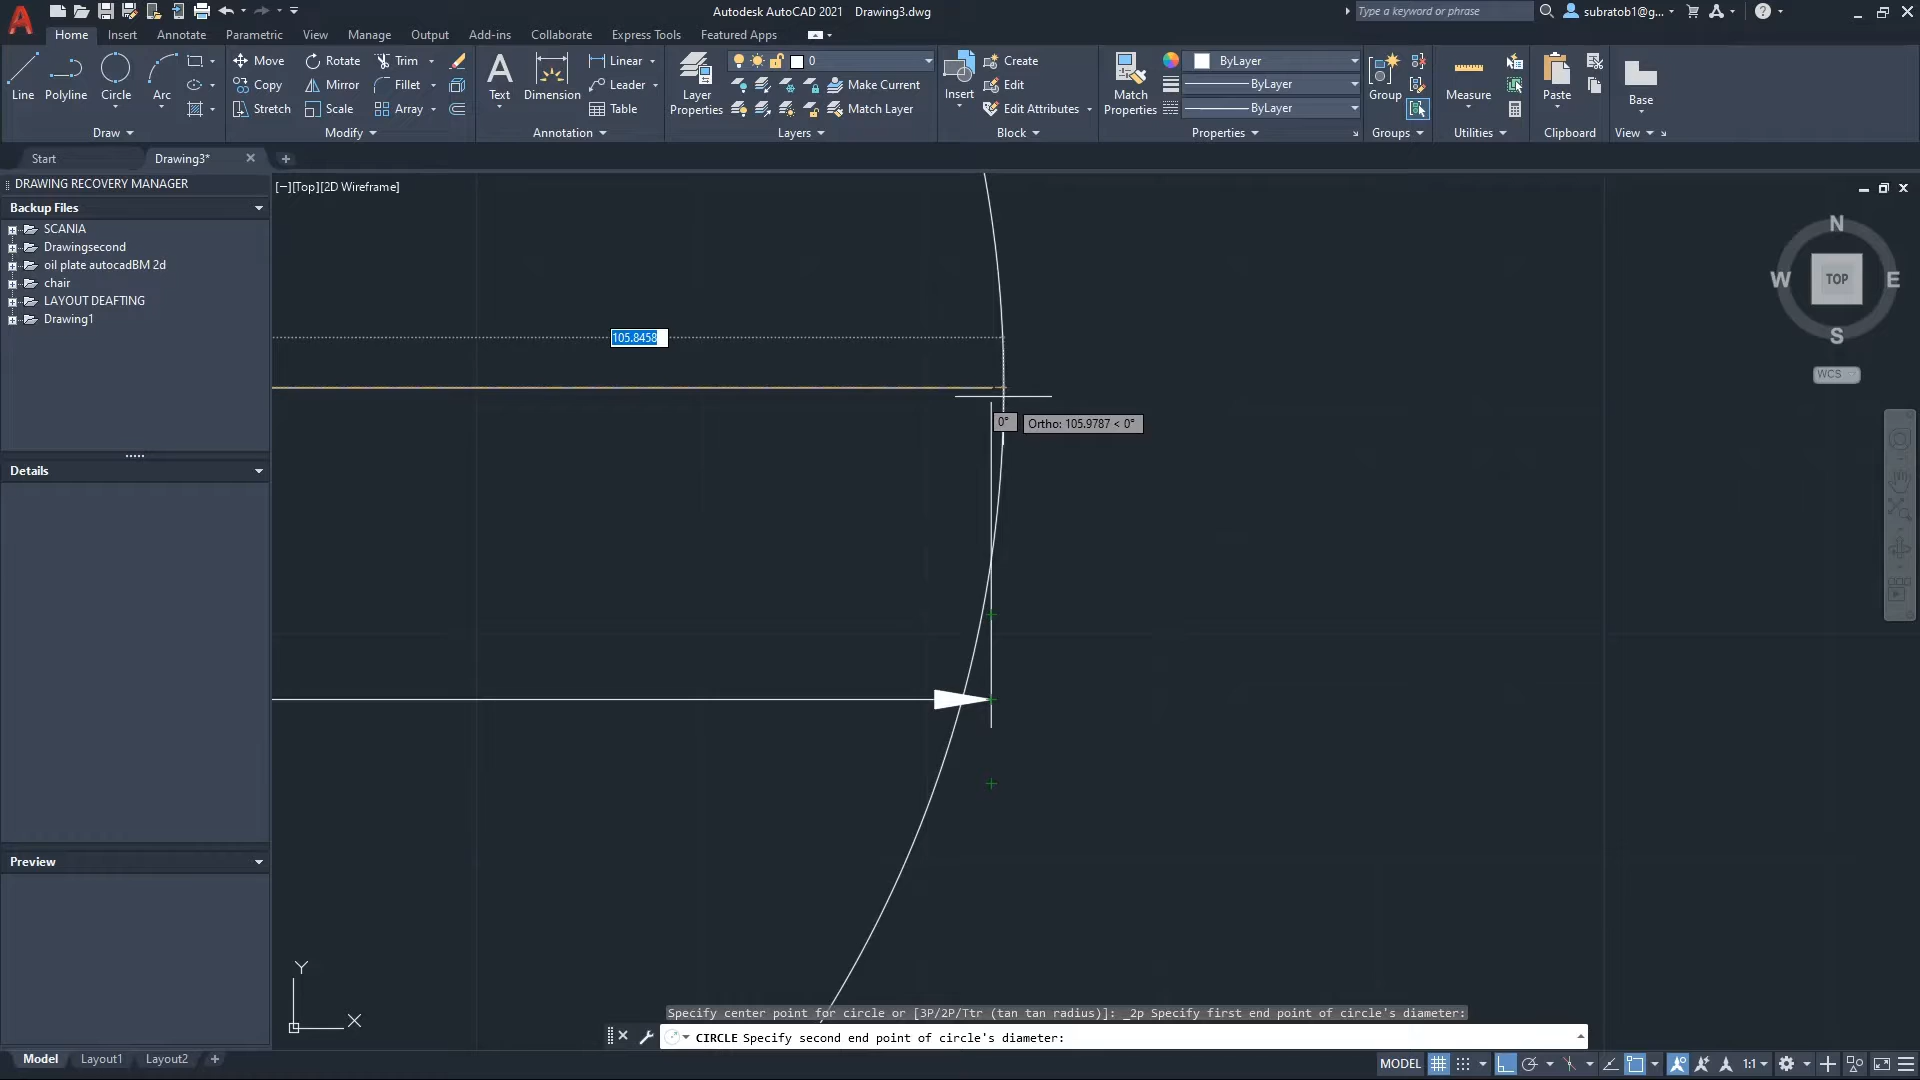 Autodesk AutoCAD 2021 Drawing3.dwg
Type a keyword or phrase
subratob1@g...
Home Insert Annotate Parametric View Manage Output Add-ins Collaborate Express Tools Featured Apps
Line Polyline Circle Arc
Move Rotate Trim
Copy Mirror Fillet
Stretch Scale Array
Text Dimension
Linear
Leader
Table
Layer Properties
0
Make Current
Match Layer
Insert
Create
Edit
Edit Attributes
Match Properties
ByLayer
ByLayer
ByLayer
Group
Measure
Paste
Base
Draw Modify Annotation Layers Block Properties Groups Utilities Clipboard View
Start Drawing3*
DRAWING RECOVERY MANAGER
Backup Files
SCANIA
Drawingsecond
oil plate autocadBM 2d
chair
LAYOUT DEAFTING
Drawing1
Details
Preview
[−][Top][2D Wireframe]
N
W TOP E
S
WCS
105.8458
0°
Ortho: 105.9787 < 0°
Y
X
Specify center point for circle or [3P/2P/Ttr (tan tan radius)]: _2p Specify first end point of circle's diameter:
CIRCLE Specify second end point of circle's diameter:
Model Layout1 Layout2
MODEL
1:1